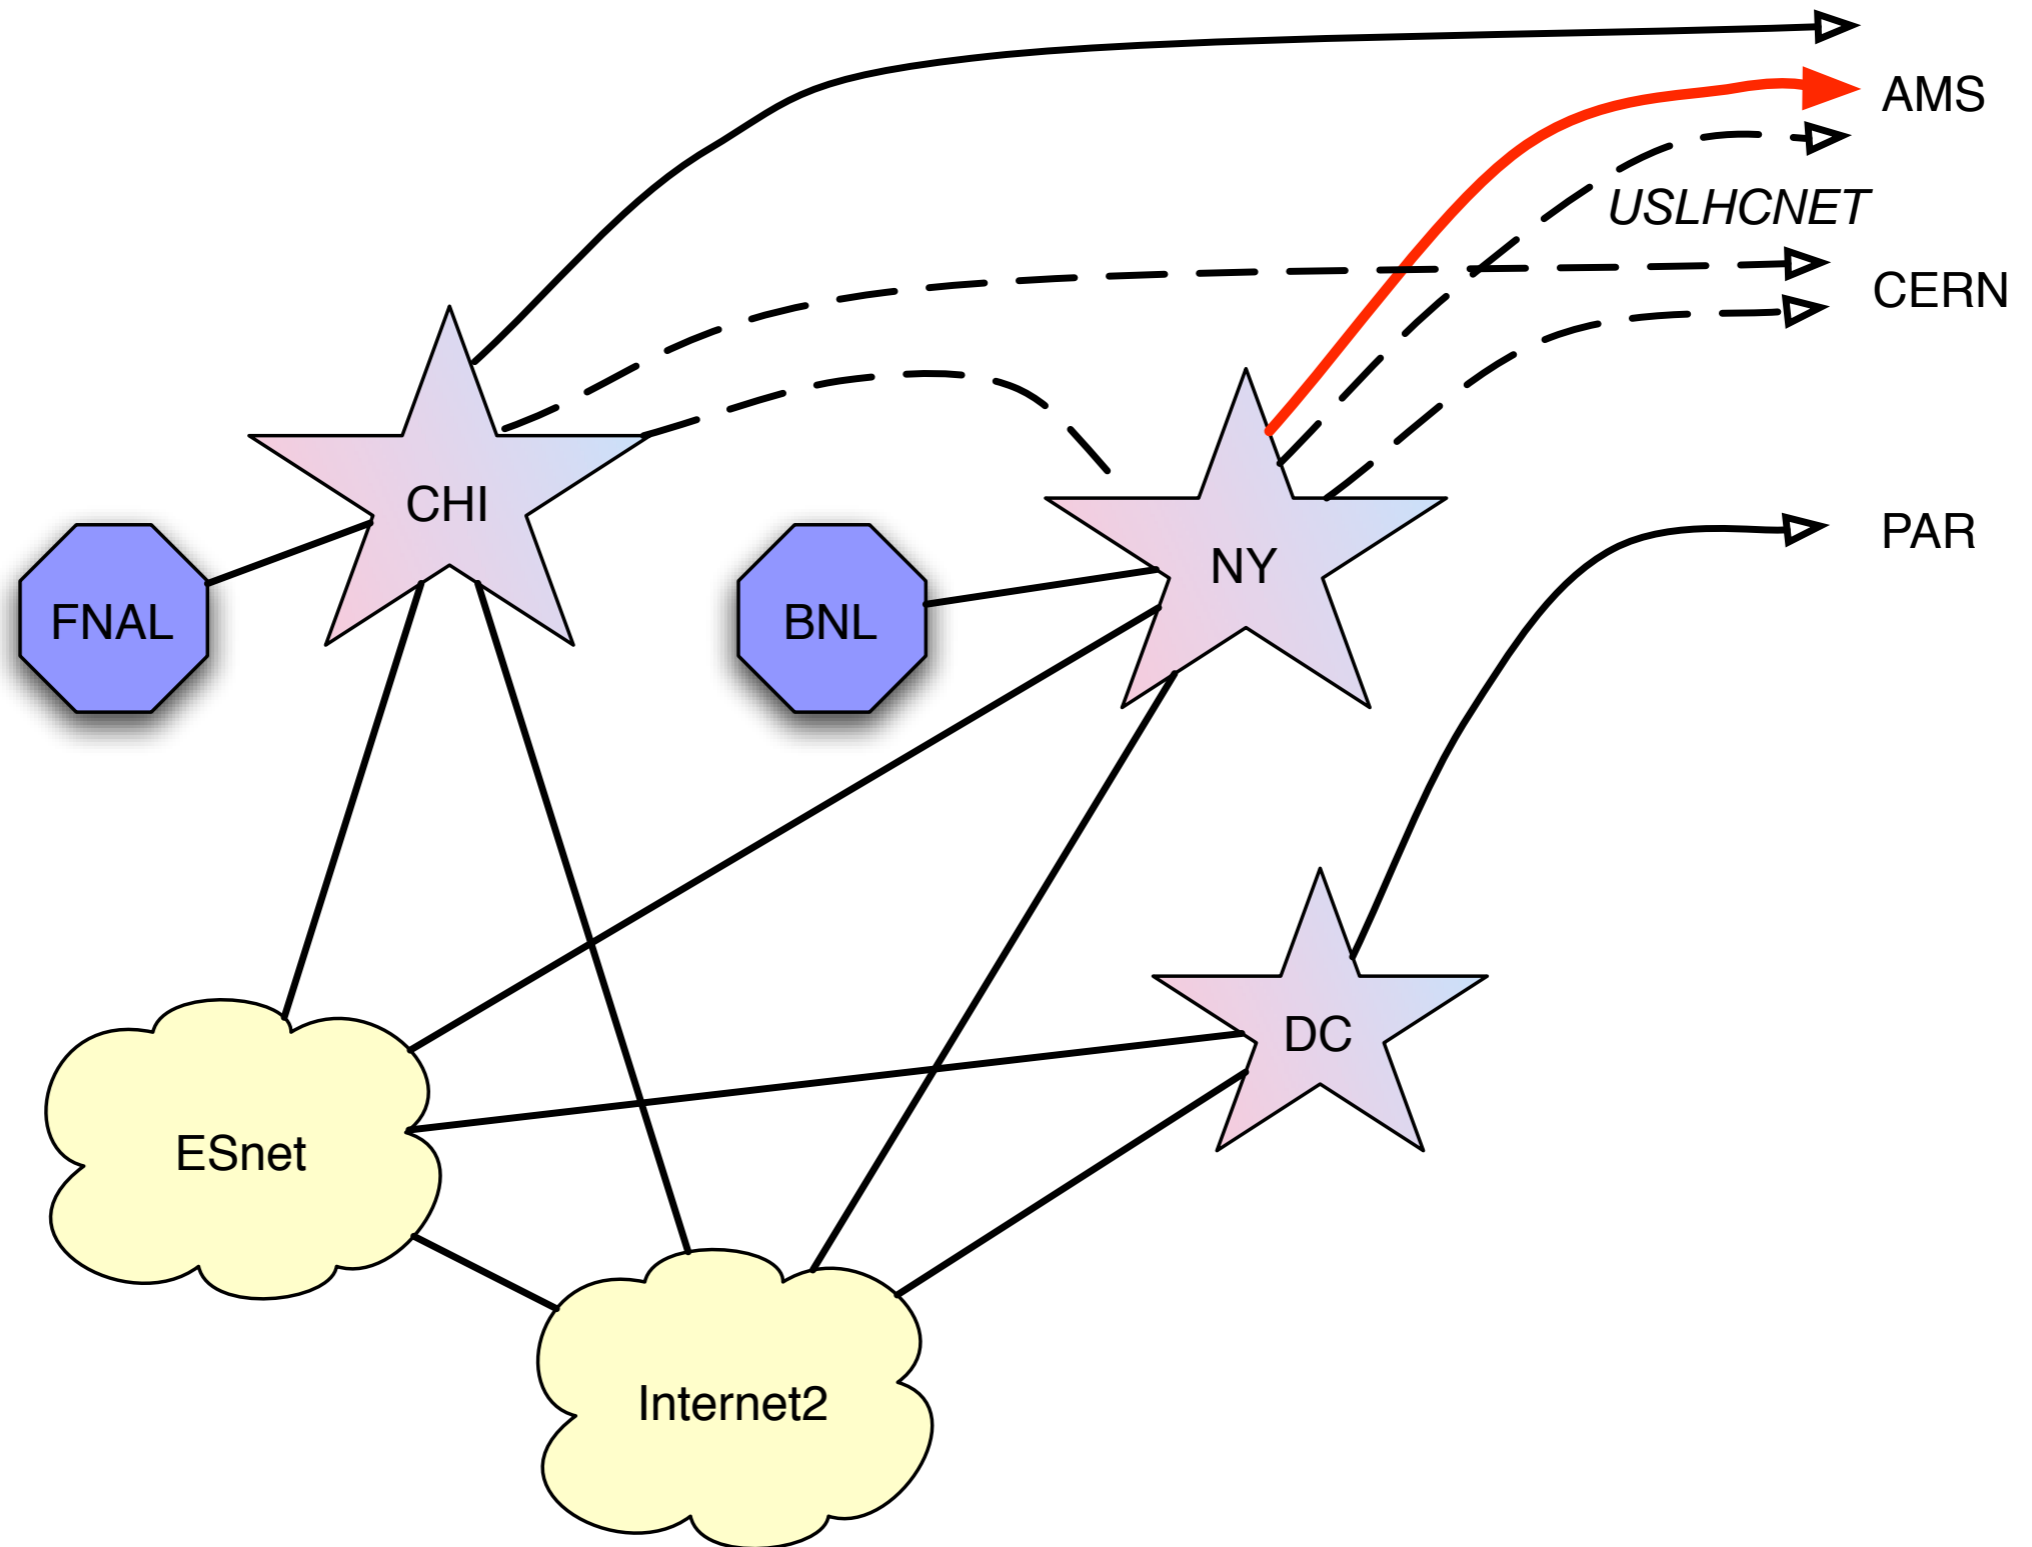 AMS
USLHCNET
CERN
CHI
PAR
NY
FNAL
BNL
DC
ESnet
Internet2